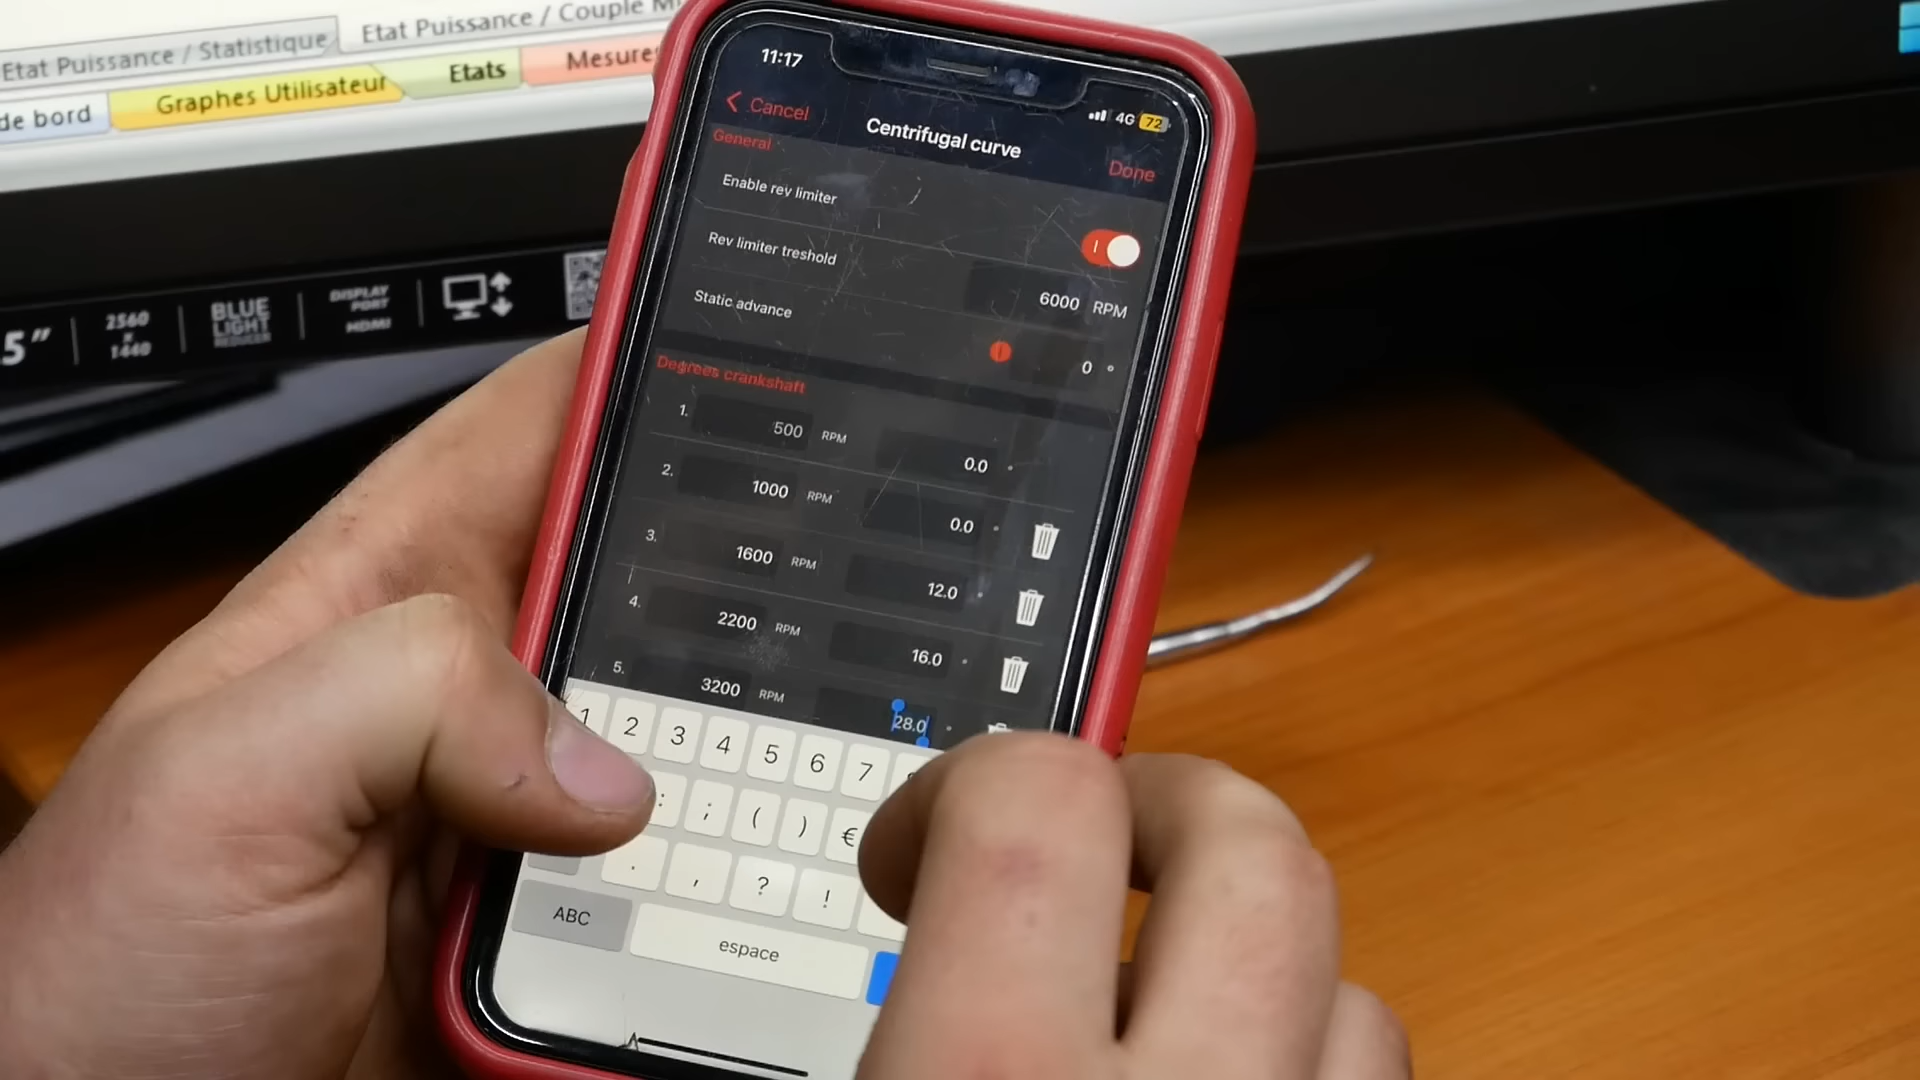 Etat Puissance / Statistique
Etat Puissance / Couple
de bord
Graphes Utilisateur
Etats
Mesures
5"
2560
x
1440
BLUE
LIGHT
REDUCER
DISPLAY
PORT
HDMI
11:17
4G 72
Cancel
Centrifugal curve
Done
General
Enable rev limiter
Rev limiter treshold
6000 RPM
Static advance
0 °
Degrees crankshaft
1. 500 RPM 0.0 °
2. 1000 RPM 0.0 °
3. 1600 RPM 12.0 °
4. 2200 RPM 16.0 °
5. 3200 RPM 28.0 °
1 2 3 4 5 6 7
: ; ( ) €
. , ? !
ABC
espace